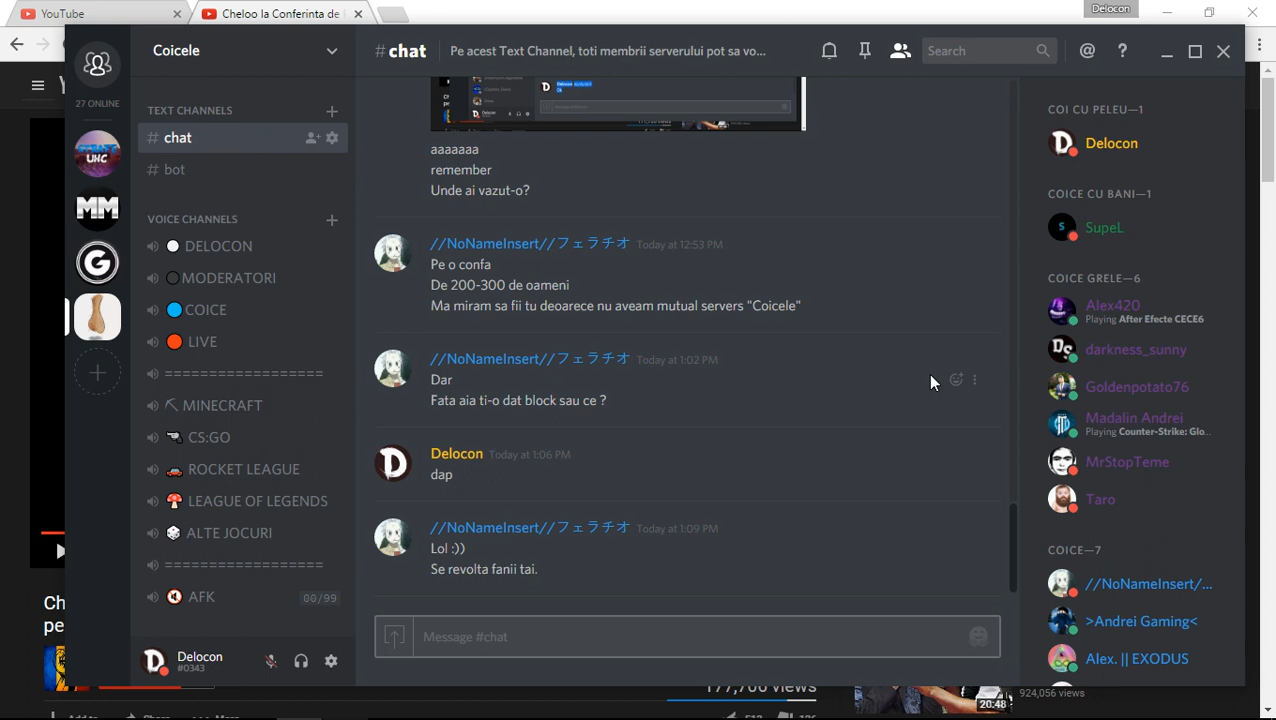 YouTube
Cheloo la Conferinta de
Delocon
27 ONLINE
UHC
MM
G
Coicele
TEXT CHANNELS
# chat
# bot
VOICE CHANNELS
DELOCON
MODERATORI
COICE
LIVE
==================
MINECRAFT
CS:GO
ROCKET LEAGUE
LEAGUE OF LEGENDS
ALTE JOCURI
==================
AFK 00/99
Delocon
#0343
#chat Pe acest Text Channel, toti membrii serverului pot sa vo...
Search
aaaaaaa
remember
Unde ai vazut-o?
//NoNameInsert//フェラチオ Today at 12:53 PM
Pe o confa
De 200-300 de oameni
Ma miram sa fii tu deoarece nu aveam mutual servers "Coicele"
//NoNameInsert//フェラチオ Today at 1:02 PM
Dar
Fata aia ti-o dat block sau ce ?
Delocon Today at 1:06 PM
dap
//NoNameInsert//フェラチオ Today at 1:09 PM
Lol :))
Se revolta fanii tai.
Message #chat
COI CU PELEU—1
Delocon
COICE CU BANI—1
SupeL
COICE GRELE—6
Alex420
Playing After Efecte CECE6
darkness_sunny
Goldenpotato76
Madalin Andrei
Playing Counter-Strike: Glo...
MrStopTeme
Taro
COICE—7
//NoNameInsert/...
>Andrei Gaming<
Alex. || EXODUS
Ch
pe
177,706 views
20:48
924,056 views